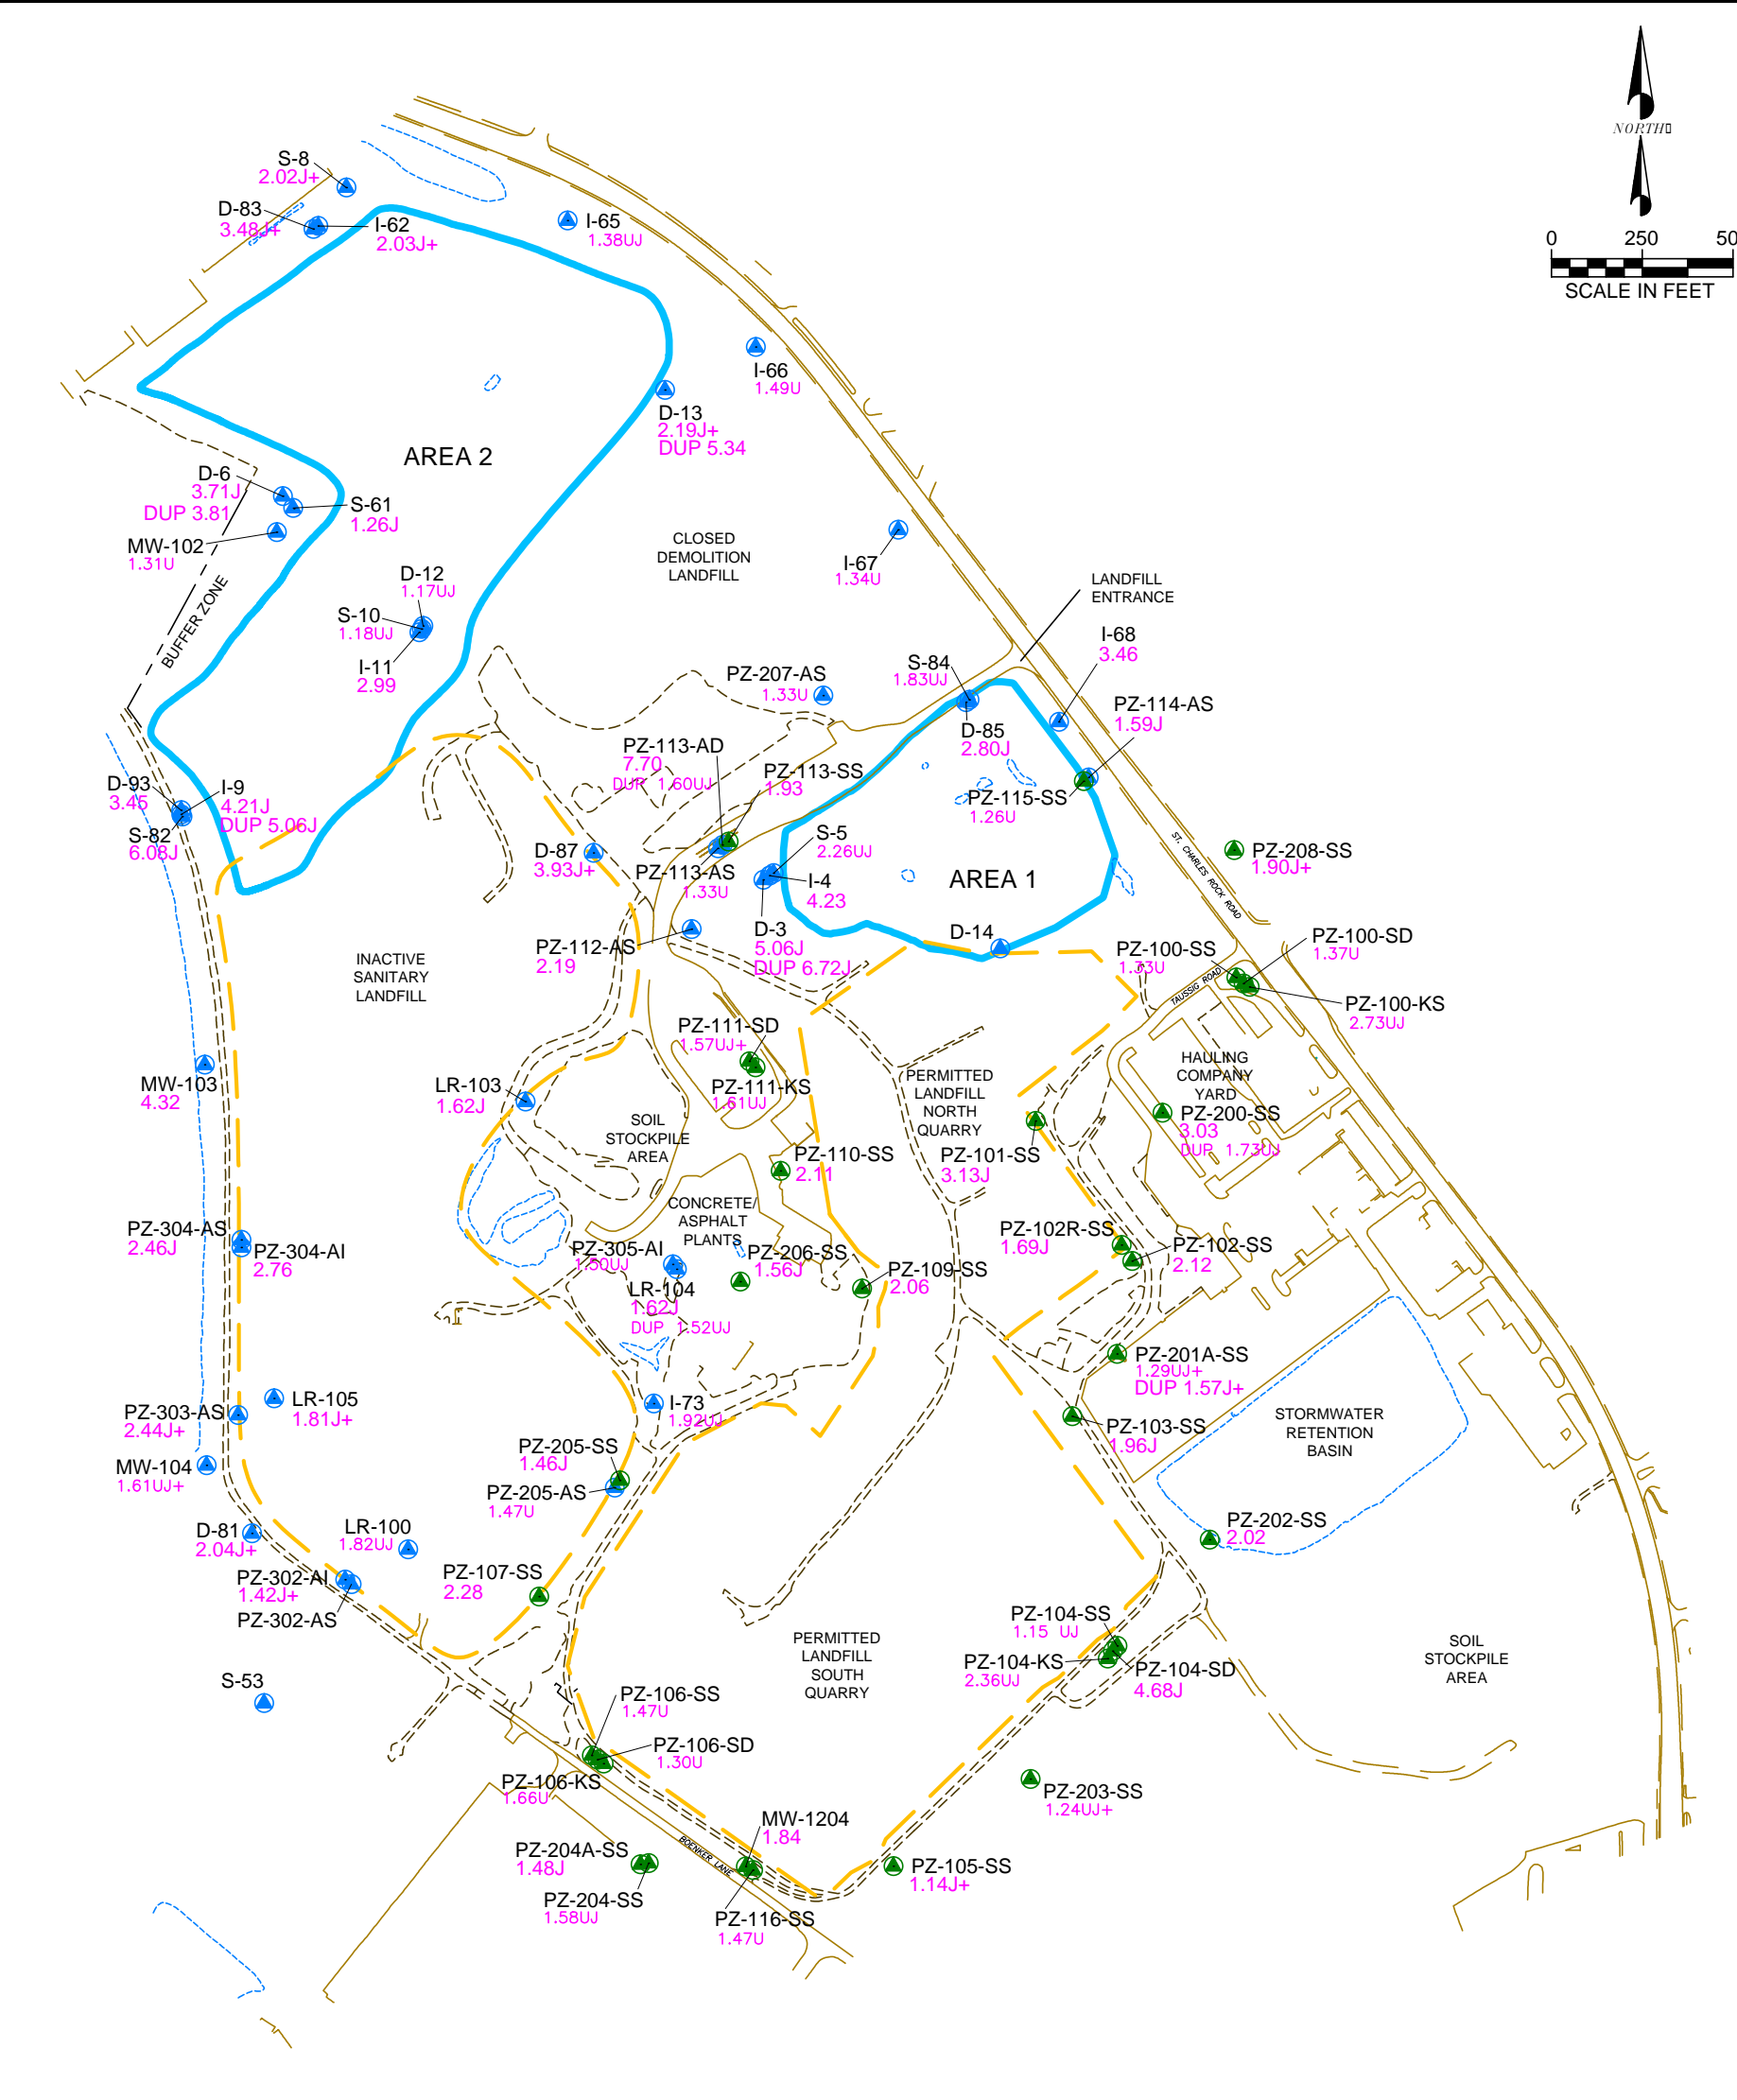 NORTH
0 250 50
SCALE IN FEET
S-8
2.02J+
D-83
3.48J+
I-62
2.03J+
I-65
1.38UJ
I-66
1.49U
D-13
2.19J+
DUP 5.34
AREA 2
D-6
3.71J
DUP 3.81
S-61
1.26J
MW-102
1.31U
BUFFER ZONE
D-12
1.17UJ
S-10
1.18UJ
I-11
2.99
CLOSED
DEMOLITION
LANDFILL
I-67
1.34U
LANDFILL
ENTRANCE
I-68
3.46
S-84
1.83UJ
PZ-207-AS
1.33U
D-85
2.80J
PZ-114-AS
1.59J
PZ-113-AD
7.70
DUP 1.60UJ
PZ-113-SS
1.93
PZ-115-SS
1.26U
D-93
3.45
I-9
4.21J
DUP 5.06J
S-82
6.08J
D-87
3.93J+
PZ-113-AS
1.33U
S-5
2.26UJ
I-4
4.23
AREA 1
ST. CHARLES ROCK ROAD
PZ-208-SS
1.90J+
D-3
5.06J
DUP 6.72J
D-14
PZ-112-AS
2.19
INACTIVE
SANITARY
LANDFILL
PZ-100-SS
1.33U
PZ-100-SD
1.37U
TAUSSIG ROAD
PZ-100-KS
2.73UJ
PZ-111-SD
1.57UJ+
PZ-111-KS
1.61UJ
MW-103
4.32
LR-103
1.62J
SOIL
STOCKPILE
AREA
PERMITTED
LANDFILL
NORTH
QUARRY
HAULING
COMPANY
YARD
PZ-200-SS
3.03
DUP 1.73UJ
PZ-101-SS
3.13J
PZ-110-SS
2.11
CONCRETE/
ASPHALT
PLANTS
PZ-304-AS
2.46J
PZ-304-AI
2.76
PZ-305-AI
1.50UJ
PZ-206-SS
1.56J
LR-104
1.62J
DUP 1.52UJ
PZ-109-SS
2.06
PZ-102R-SS
1.69J
PZ-102-SS
2.12
PZ-201A-SS
1.29UJ+
DUP 1.57J+
LR-105
1.81J+
PZ-303-AS
2.44J+
I-73
1.92UJ
PZ-103-SS
1.96J
STORMWATER
RETENTION
BASIN
MW-104
1.61UJ+
PZ-205-SS
1.46J
PZ-205-AS
1.47U
D-81
2.04J+
LR-100
1.82UJ
PZ-202-SS
2.02
PZ-302-AI
1.42J+
PZ-302-AS
PZ-107-SS
2.28
PZ-104-SS
1.15 UJ
PZ-104-KS
2.36UJ
PZ-104-SD
4.68J
PERMITTED
LANDFILL
SOUTH
QUARRY
SOIL
STOCKPILE
AREA
S-53
PZ-106-SS
1.47U
PZ-106-SD
1.30U
PZ-106-KS
1.66U
PZ-203-SS
1.24UJ+
MW-1204
1.84
BOENKER LANE
PZ-204A-SS
1.48J
PZ-204-SS
1.58UJ
PZ-105-SS
1.14J+
PZ-116-SS
1.47U